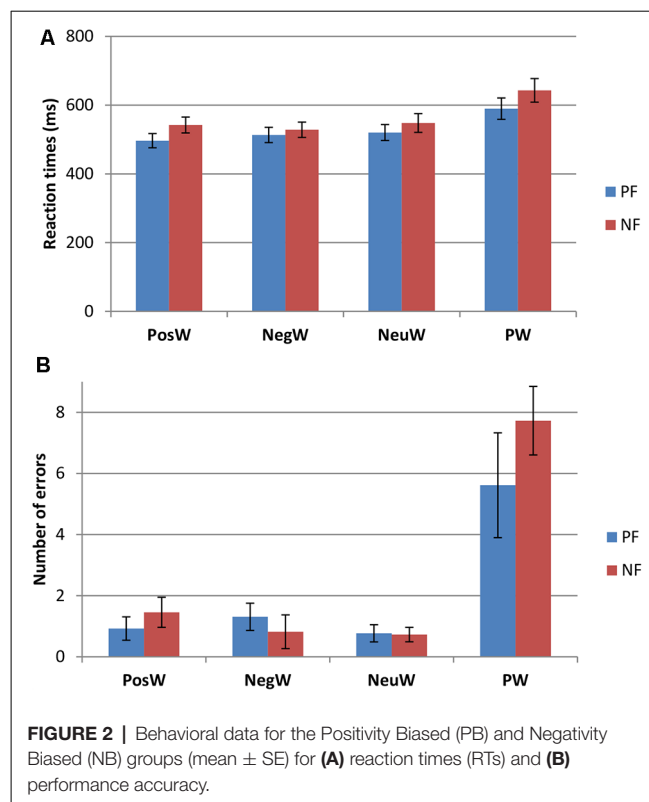 A
800
600
400
200
0
Reaction times (ms)
PosW NegW NeuW PW
PF
NF
B
8
6
4
2
0
Number of errors
PosW NegW NeuW PW
PF
NF
FIGURE 2 | Behavioral data for the Positivity Biased (PB) and Negativity
Biased (NB) groups (mean ± SE) for (A) reaction times (RTs) and (B)
performance accuracy.